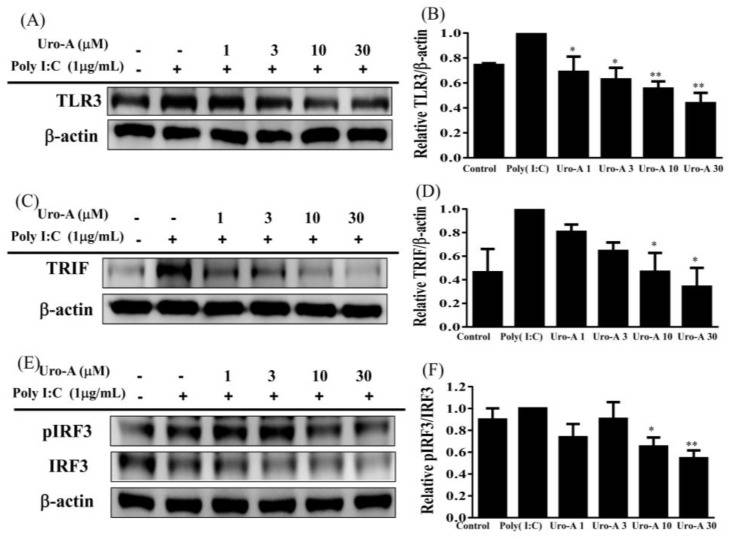 (A)
Uro-A (μM) - - 1 3 10 30
Poly I:C (1μg/mL) - + + + + +
TLR3
β-actin
(B)
Relative TLR3/β-actin
1.0
0.8
0.6
0.4
0.2
0.0
* * ** **
Control Poly( I:C) Uro-A 1 Uro-A 3 Uro-A 10 Uro-A 30
(C)
Uro-A (μM) - - 1 3 10 30
Poly I:C (1μg/mL) - + + + + +
TRIF
β-actin
(D)
Relative TRIF/β-actin
1.0
0.8
0.6
0.4
0.2
0.0
* *
Control Poly( I:C) Uro-A 1 Uro-A 3 Uro-A 10 Uro-A 30
(E)
Uro-A (μM) - - 1 3 10 30
Poly I:C (1μg/mL) - + + + + +
pIRF3
IRF3
β-actin
(F)
Relative pIRF3/IRF3
1.2
1.0
0.8
0.6
0.4
0.2
0.0
* **
Control Poly( I:C) Uro-A 1 Uro-A 3 Uro-A 10 Uro-A 30